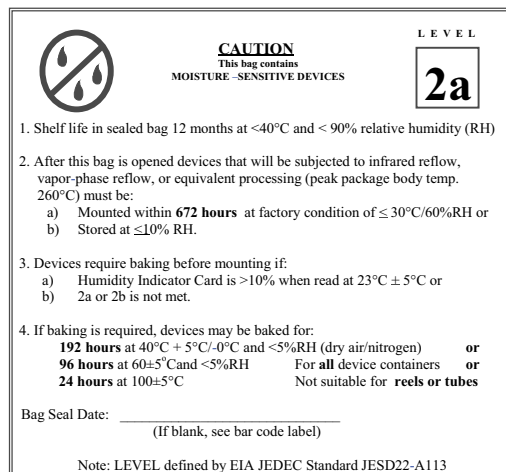 LEVEL
CAUTION
This bag contains
MOISTURE –SENSITIVE DEVICES
2a
1. Shelf life in sealed bag 12 months at <40°C and < 90% relative humidity (RH)
2. After this bag is opened devices that will be subjected to infrared reflow,
vapor-phase reflow, or equivalent processing (peak package body temp.
260°C) must be:
a) Mounted within 672 hours at factory condition of ≤ 30°C/60%RH or
b) Stored at ≤10% RH.
3. Devices require baking before mounting if:
a) Humidity Indicator Card is >10% when read at 23°C ± 5°C or
b) 2a or 2b is not met.
4. If baking is required, devices may be baked for:
192 hours at 40°C + 5°C/-0°C and <5%RH (dry air/nitrogen) or
96 hours at 60±5°Cand <5%RH For all device containers or
24 hours at 100±5°C Not suitable for reels or tubes
Bag Seal Date: ____________________________
(If blank, see bar code label)
Note: LEVEL defined by EIA JEDEC Standard JESD22-A113